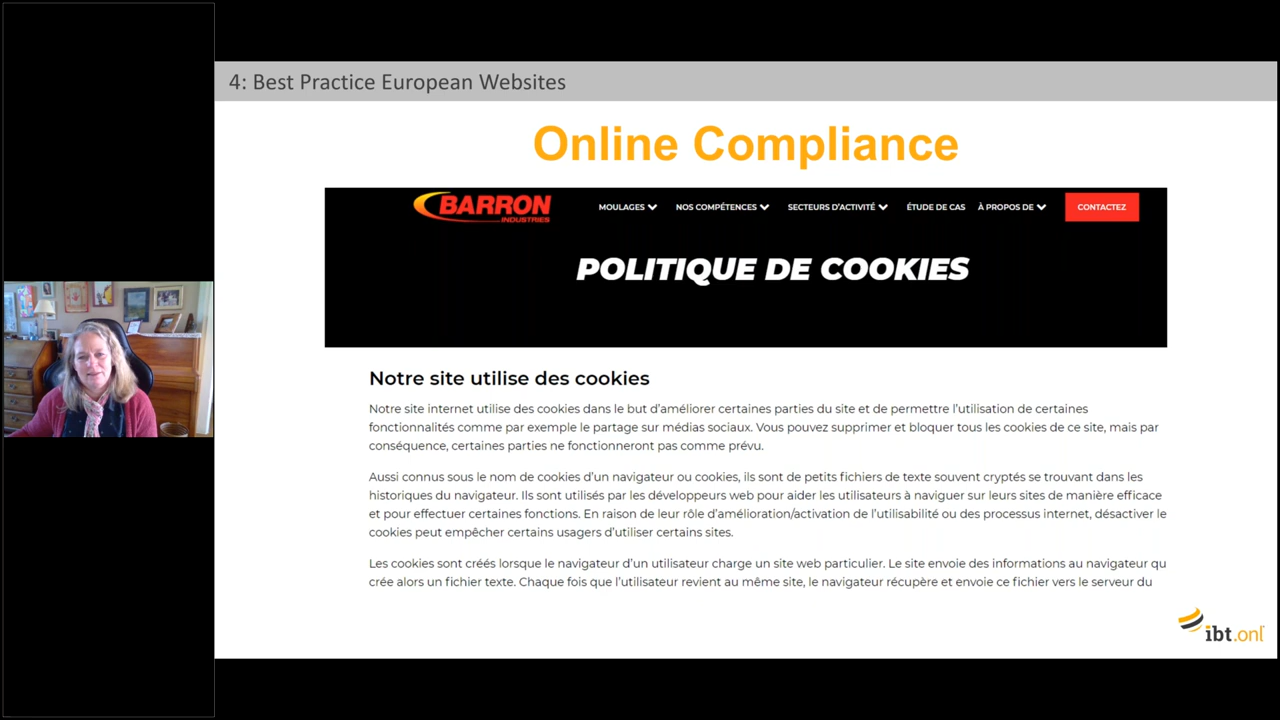 4: Best Practice European Websites
Online Compliance
BARRON
INDUSTRIES
MOULAGES NOS COMPÉTENCES SECTEURS D'ACTIVITÉ ÉTUDE DE CAS À PROPOS DE CONTACTEZ
POLITIQUE DE COOKIES
Notre site utilise des cookies
Notre site internet utilise des cookies dans le but d'améliorer certaines parties du site et de permettre l'utilisation de certaines
fonctionnalités comme par exemple le partage sur médias sociaux. Vous pouvez supprimer et bloquer tous les cookies de ce site, mais par
conséquence, certaines parties ne fonctionneront pas comme prévu.
Aussi connus sous le nom de cookies d'un navigateur ou cookies, ils sont de petits fichiers de texte souvent cryptés se trouvant dans les
historiques du navigateur. Ils sont utilisés par les développeurs web pour aider les utilisateurs à naviguer sur leurs sites de manière efficace
et pour effectuer certaines fonctions. En raison de leur rôle d'amélioration/activation de l'utilisabilité ou des processus internet, désactiver le
cookies peut empêcher certains usagers d'utiliser certains sites.
Les cookies sont créés lorsque le navigateur d'un utilisateur charge un site web particulier. Le site envoie des informations au navigateur qu
crée alors un fichier texte. Chaque fois que l'utilisateur revient au même site, le navigateur récupère et envoie ce fichier vers le serveur du
ibt.onl